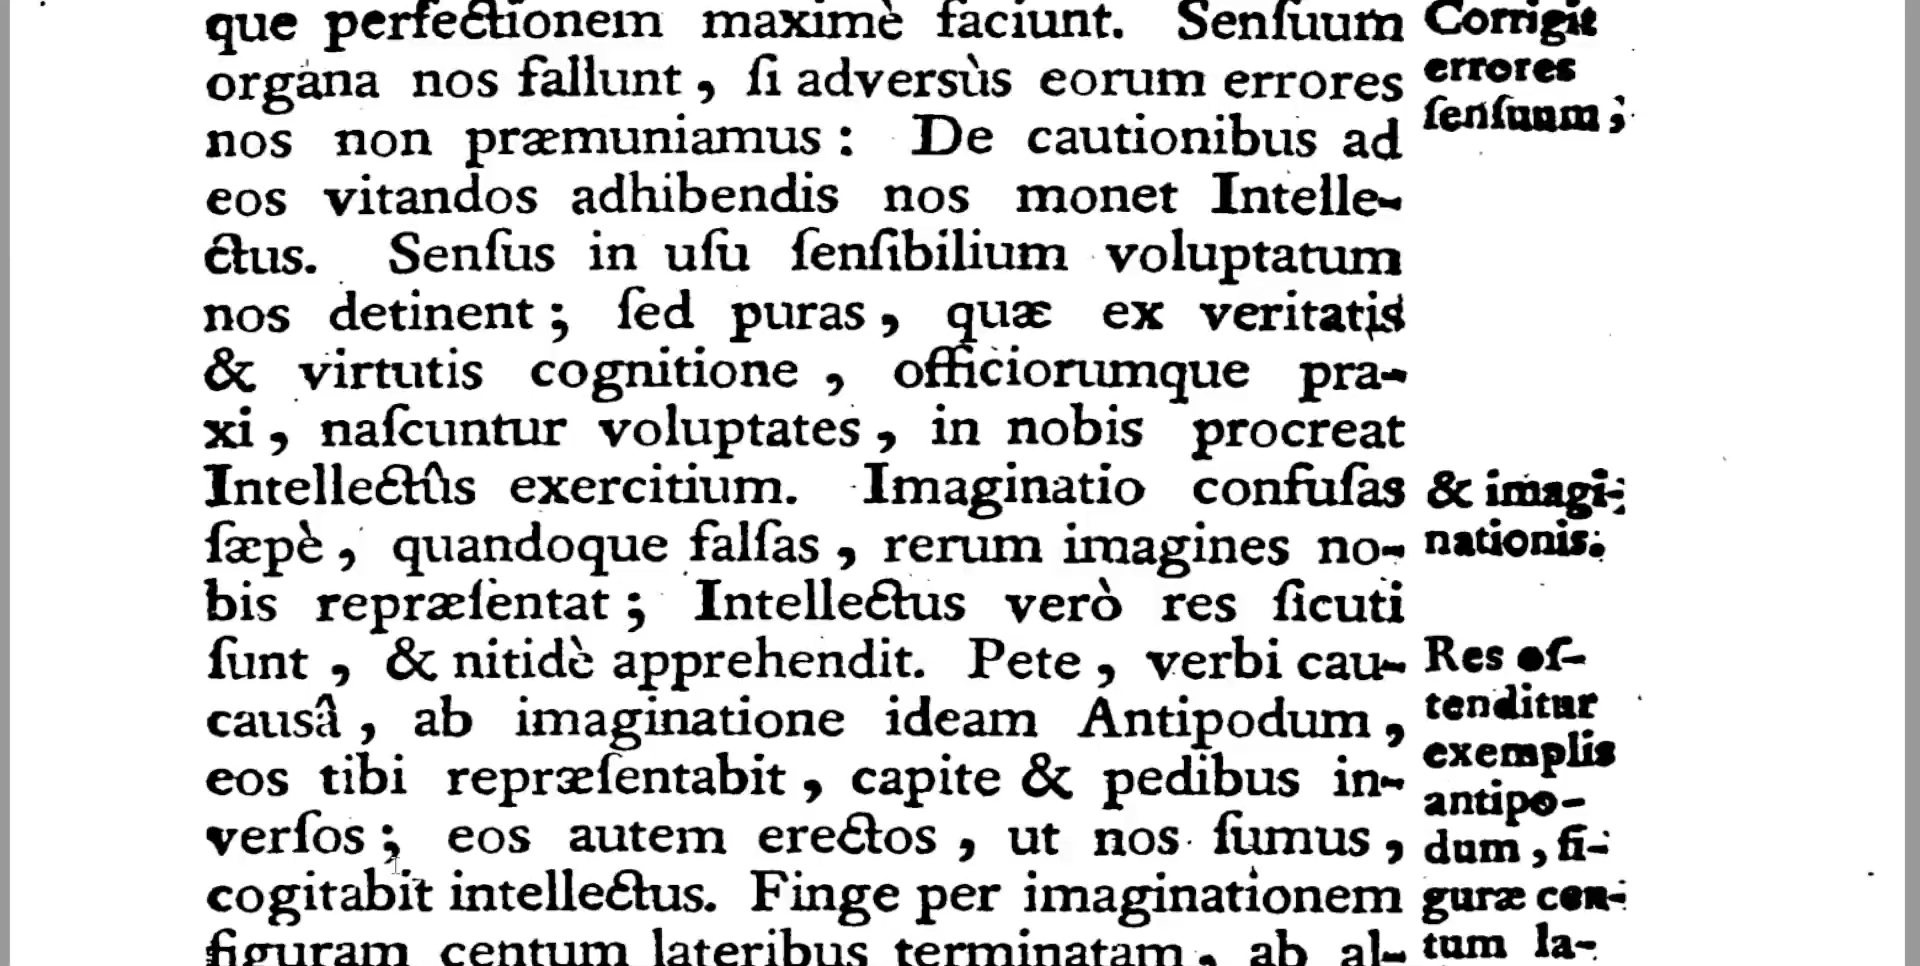 que perfectionem maximè faciunt. Senſuum
organa nos fallunt, ſi adversùs eorum errores
nos non præmuniamus: De cautionibus ad
eos vitandos adhibendis nos monet Intelle-
ctus. Senſus in uſu ſenſibilium voluptatum
nos detinent; ſed puras, quæ ex veritatis
& virtutis cognitione, officiorumque pra-
xi, naſcuntur voluptates, in nobis procreat
Intellectûs exercitium. Imaginatio confuſas
ſæpè, quandoque falſas, rerum imagines no-
bis repræſentat; Intellectus verò res ſicuti
ſunt, & nitidè apprehendit. Pete, verbi cau-
causâ, ab imaginatione ideam Antipodum,
eos tibi repræſentabit, capite & pedibus in-
verſos; eos autem erectos, ut nos ſumus,
cogitabit intellectus. Finge per imaginationem
figuram centum lateribus terminatam, ab al-
Corrigit
errores
ſenſuum;
& imagi-
nationis.
Res oſ-
tenditur
exemplis
antipo-
dum, fi-
guræ cen-
tum la-